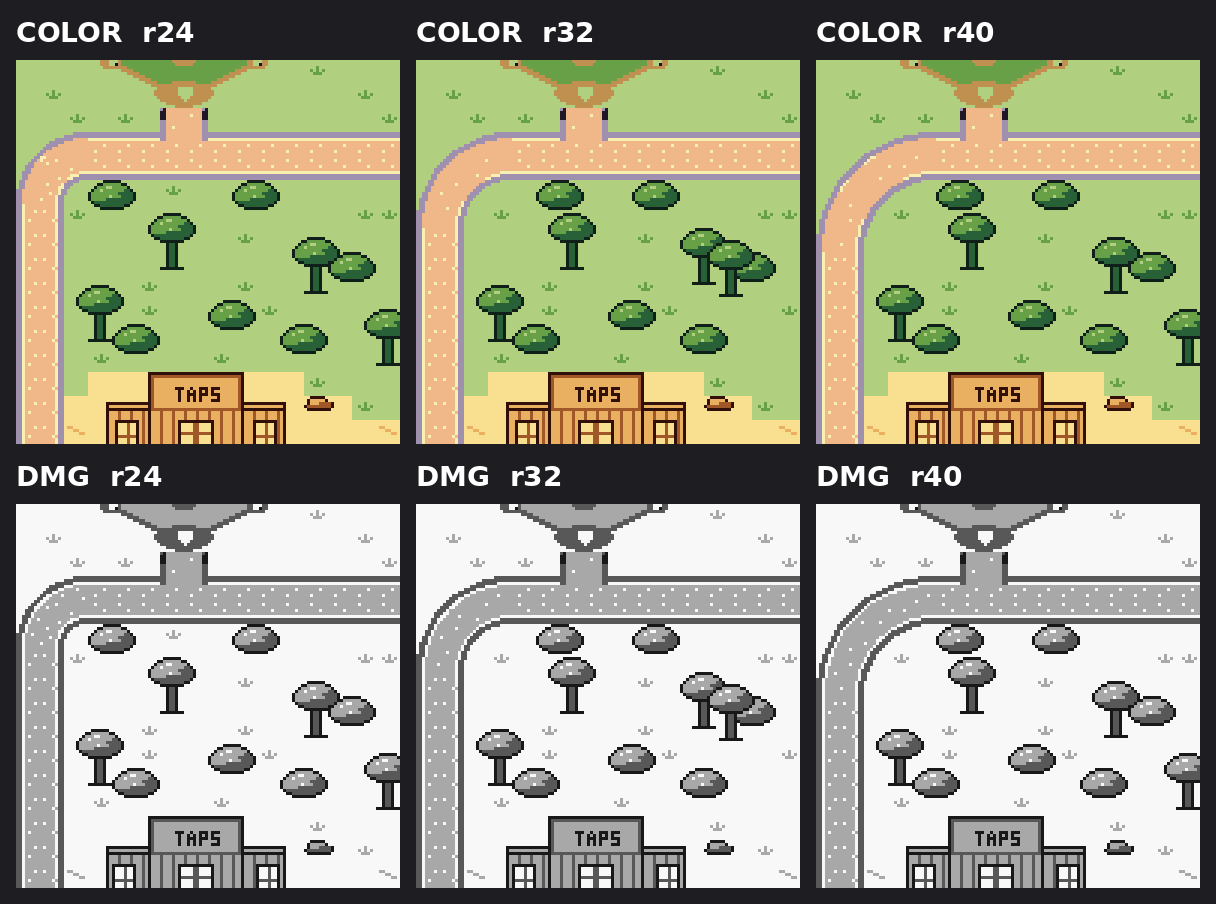 COLOR r24
COLOR r32
COLOR r40
TAPS
TAPS
TAPS
DMG r24
DMG r32
DMG r40
TAPS
TAPS
TAPS